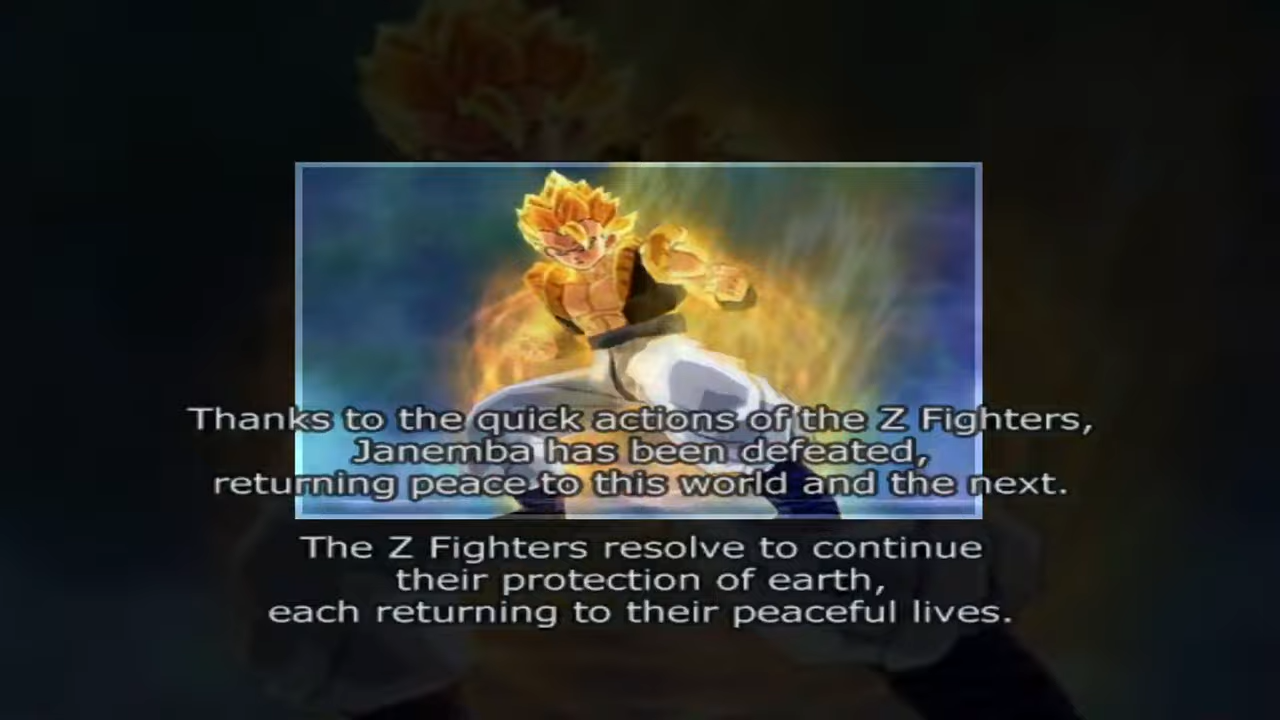 Thanks to the quick actions of the Z Fighters,
Janemba has been defeated,
returning peace to this world and the next.
The Z Fighters resolve to continue
their protection of earth,
each returning to their peaceful lives.